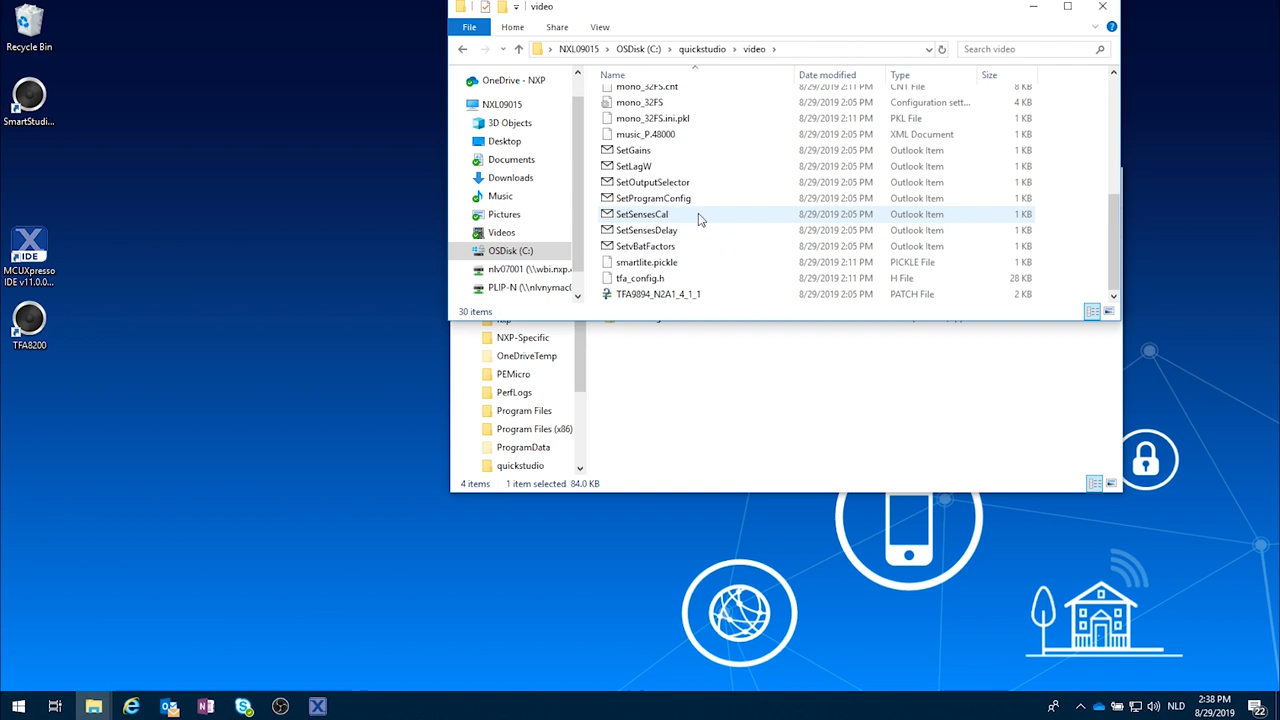 Recycle Bin
SmartStudi...
MCUXpresso
IDE v11.0.0...
TFA8200
IDE
video
File Home Share View
NXL09015 > OSDisk (C:) > quickstudio > video >
Search video
OneDrive - NXP
NXL09015
3D Objects
Desktop
Documents
Downloads
Music
Pictures
Videos
OSDisk (C:)
nlv07001 (\\wbi.nxp.
PLIP-N (\\nlvnymac(
Name Date modified Type Size
mono_32FS.cnt 8/29/2019 2:11 PM CNT File 8 KB
mono_32FS 8/29/2019 2:05 PM Configuration sett... 4 KB
mono_32FS.ini.pkl 8/29/2019 2:11 PM PKL File 1 KB
music_P.48000 8/29/2019 2:05 PM XML Document 1 KB
SetGains 8/29/2019 2:05 PM Outlook Item 1 KB
SetLagW 8/29/2019 2:05 PM Outlook Item 1 KB
SetOutputSelector 8/29/2019 2:05 PM Outlook Item 1 KB
SetProgramConfig 8/29/2019 2:05 PM Outlook Item 1 KB
SetSensesCal 8/29/2019 2:05 PM Outlook Item 1 KB
SetSensesDelay 8/29/2019 2:05 PM Outlook Item 1 KB
SetvBatFactors 8/29/2019 2:05 PM Outlook Item 1 KB
smartlite.pickle 8/29/2019 2:05 PM PICKLE File 1 KB
tfa_config.h 8/29/2019 2:11 PM H File 28 KB
TFA9894_N2A1_4_1_1 8/29/2019 2:05 PM PATCH File 2 KB
30 items
NXP-Specific
OneDriveTemp
PEMicro
PerfLogs
Program Files
Program Files (x86)
ProgramData
quickstudio
4 items 1 item selected 84.0 KB
NLD
2:38 PM
8/29/2019
22